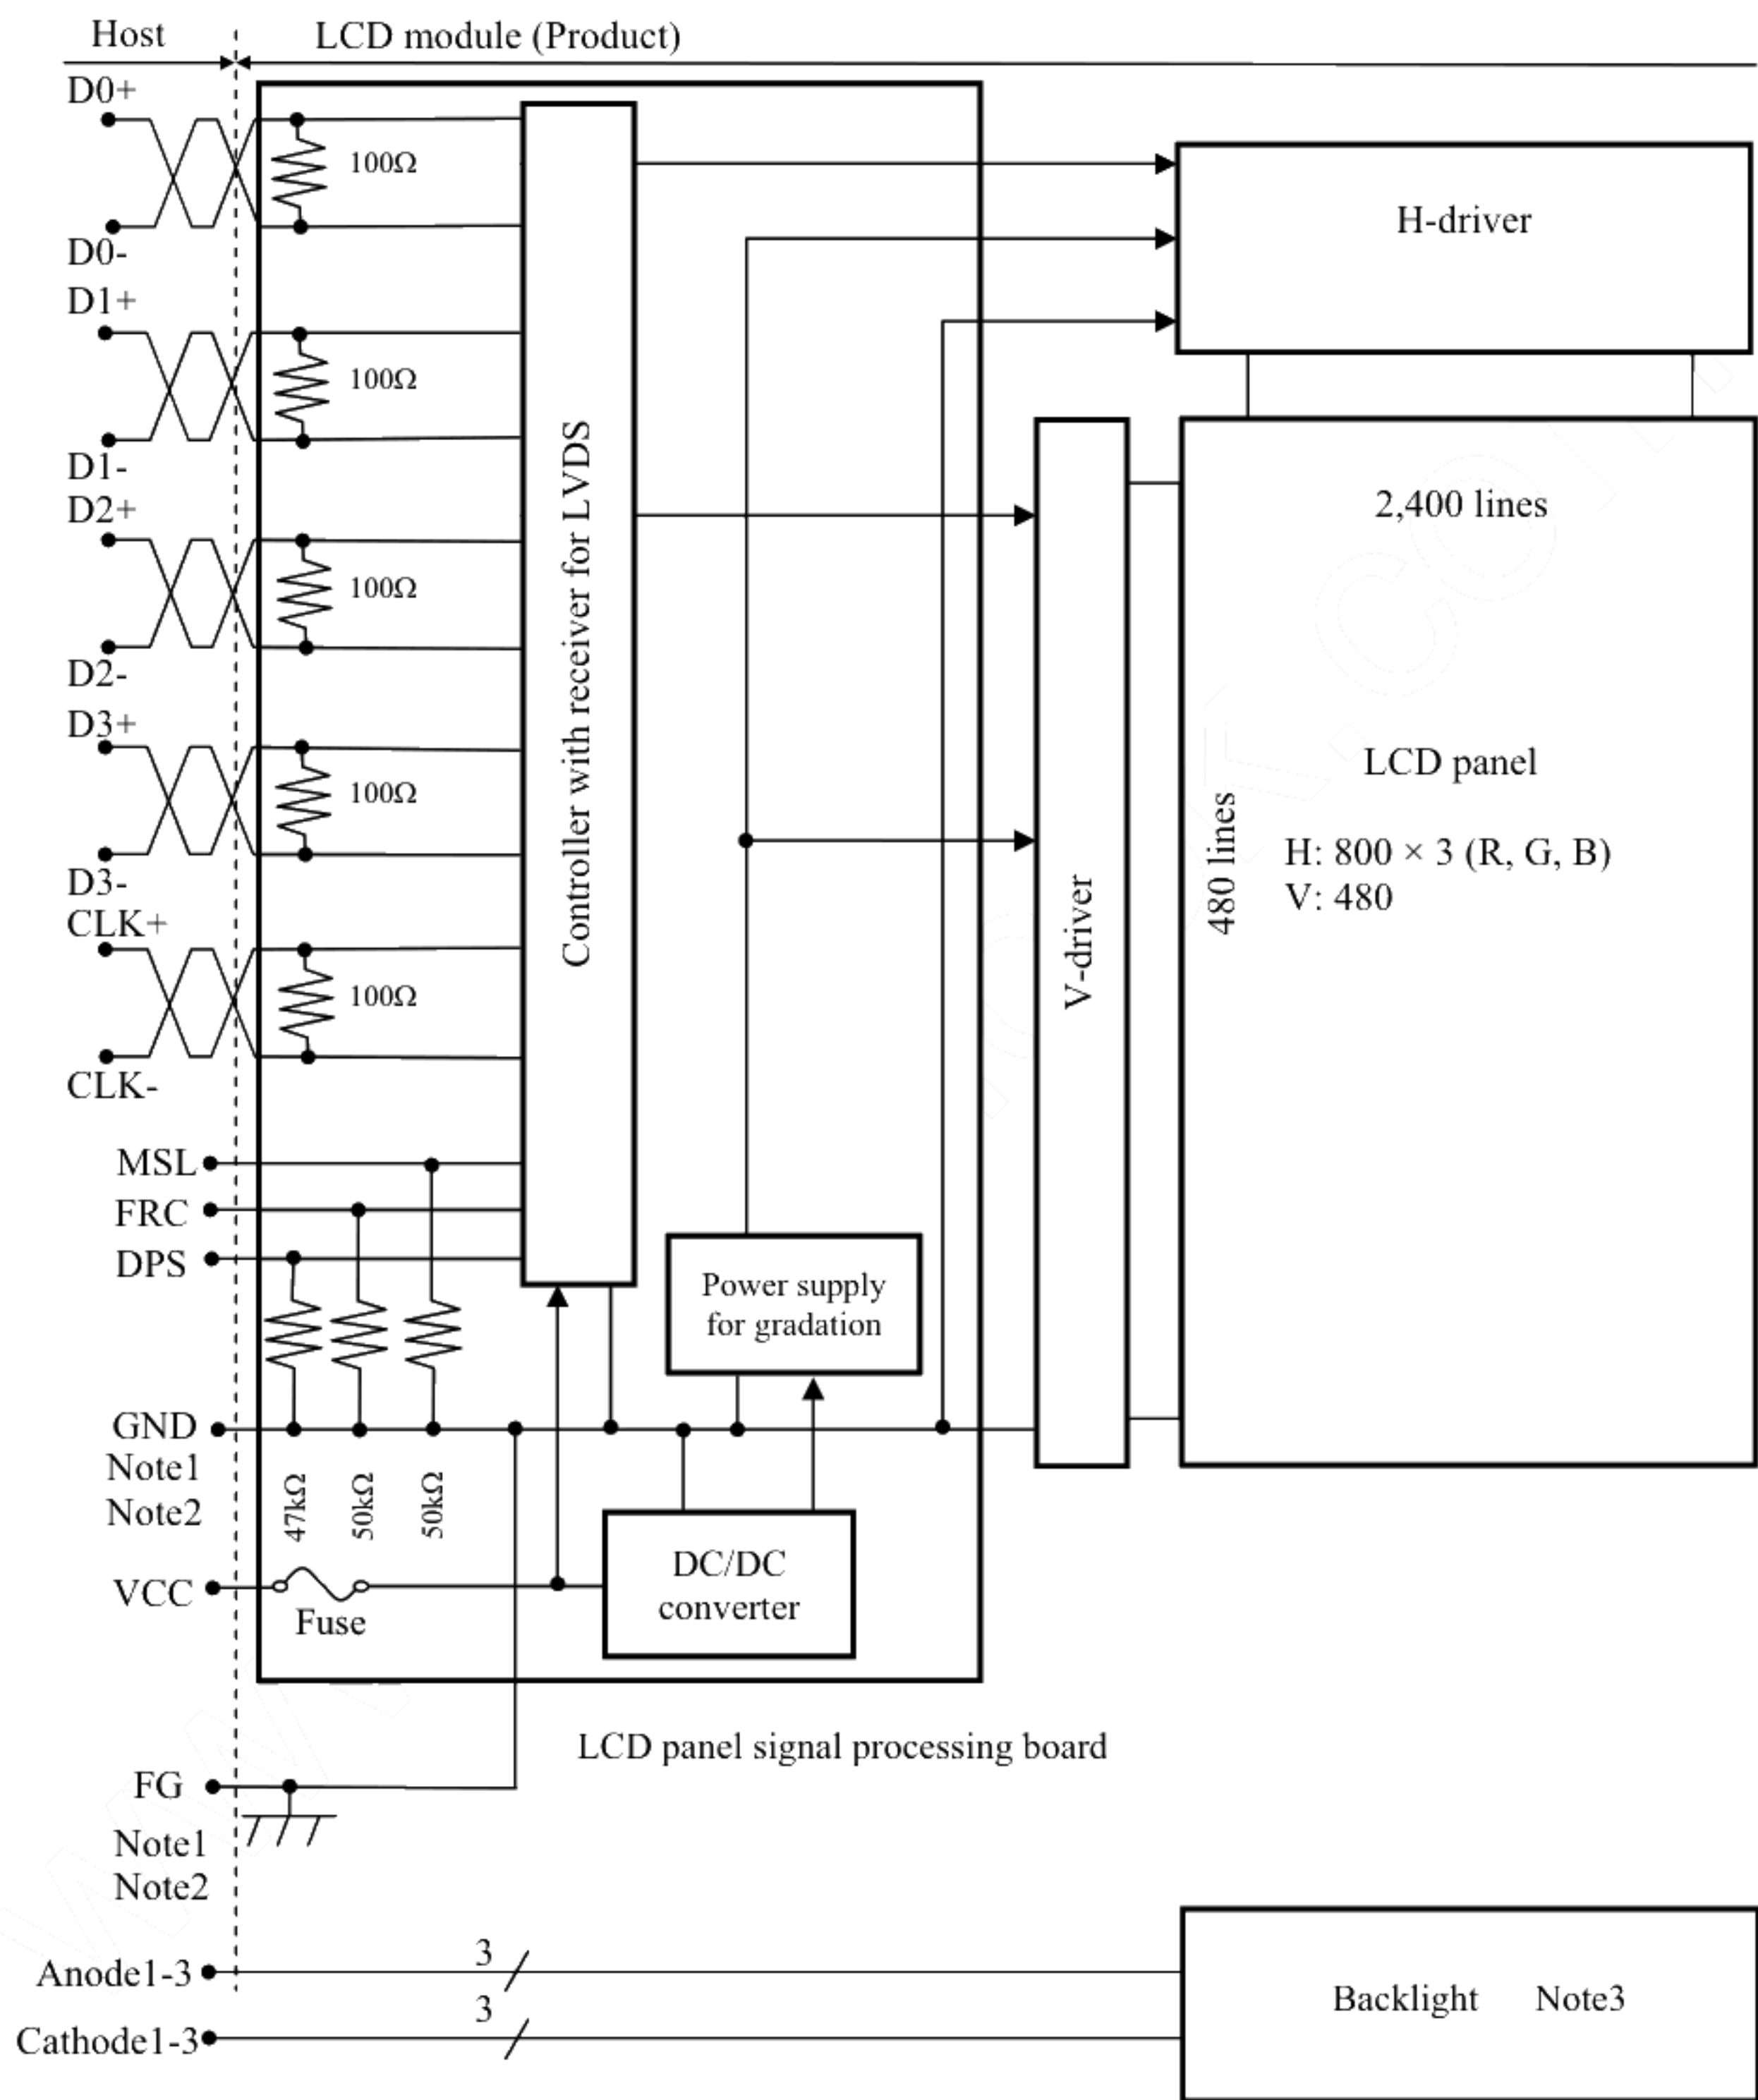 Host
LCD module (Product)
D0+
100Ω
D0-
H-driver
D1+
100Ω
D1-
D2+
100Ω
D2-
D3+
100Ω
D3-
CLK+
100Ω
CLK-
Controller with receiver for LVDS
V-driver
2,400 lines
480 lines
LCD panel
H: 800 × 3 (R, G, B)
V: 480
MSL
FRC
DPS
Power supply
for gradation
GND
Note1
Note2
47kΩ
50kΩ
50kΩ
VCC
Fuse
DC/DC
converter
LCD panel signal processing board
FG
Note1
Note2
Anode1-3
3
Cathode1-3
3
Backlight Note3